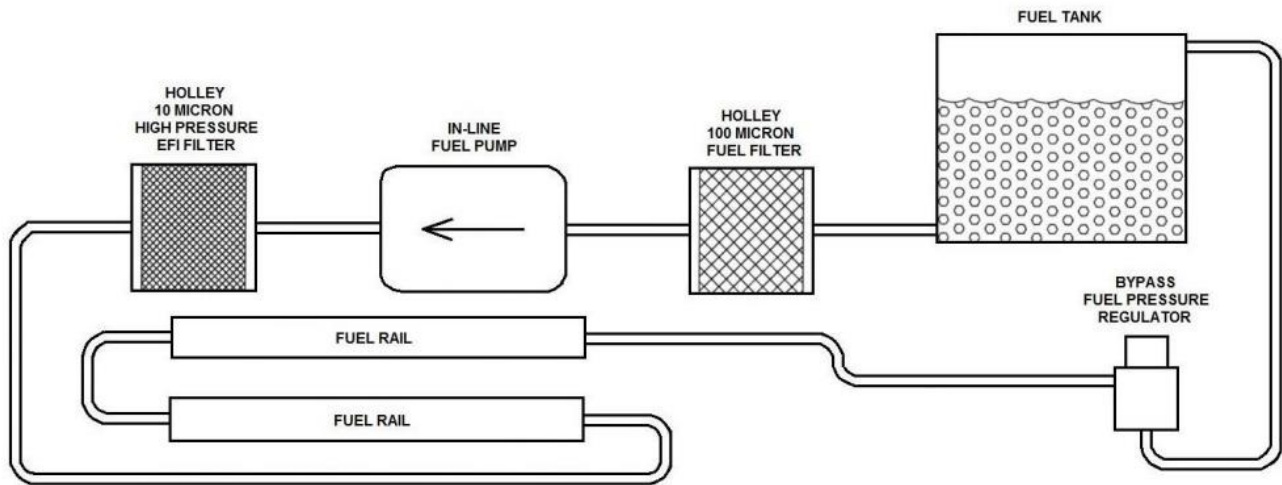 FUEL TANK
HOLLEY
10 MICRON
HIGH PRESSURE
EFI FILTER
IN-LINE
FUEL PUMP
HOLLEY
100 MICRON
FUEL FILTER
BYPASS
FUEL PRESSURE
REGULATOR
FUEL RAIL
FUEL RAIL